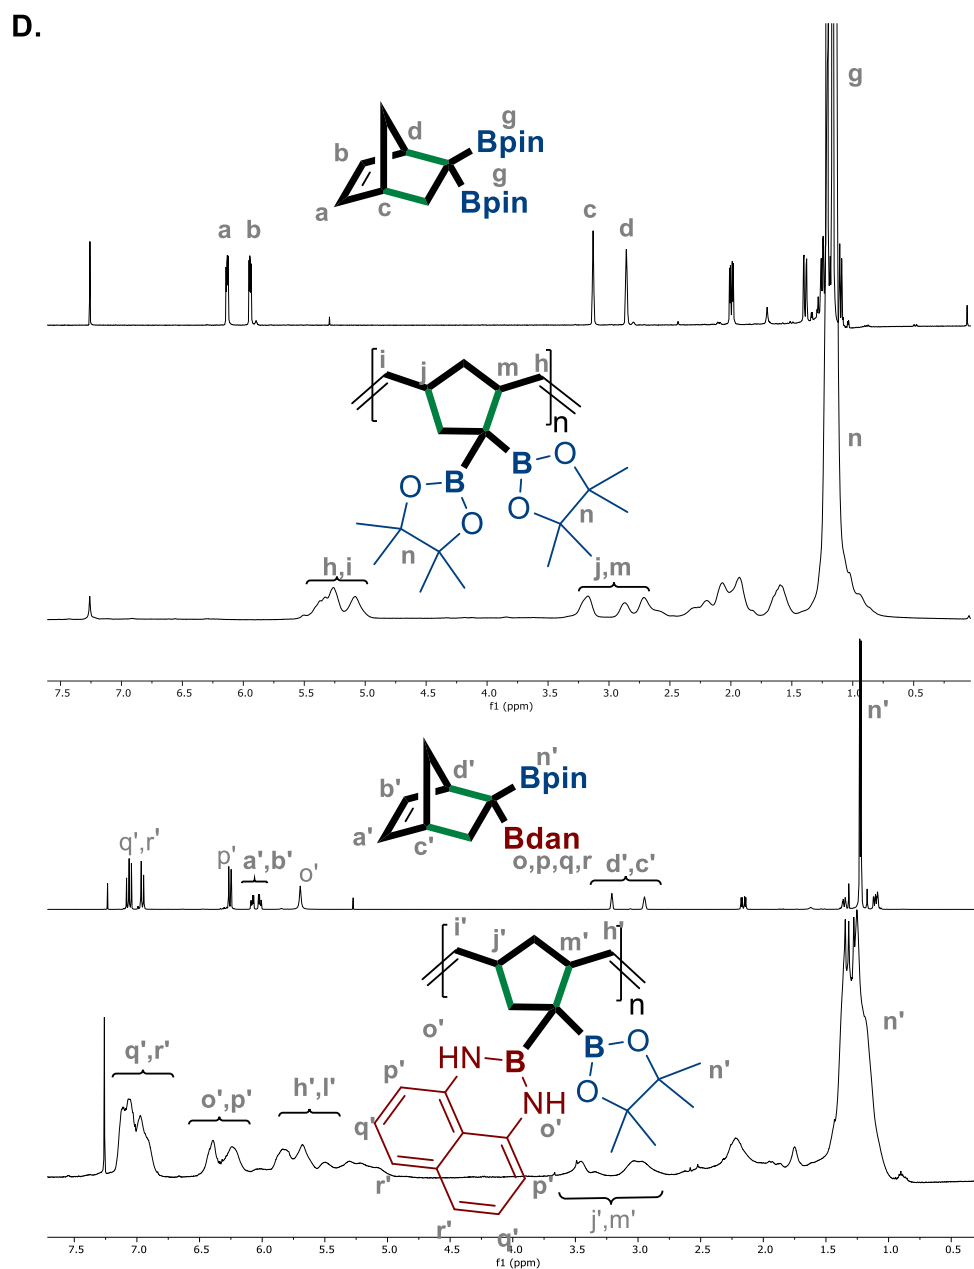 D.
g
g
d
Bpin
b
g
Bpin
a
c
a b
c
d
i
j
m
h
n
n
B
O
B
O
O
O
n
n
h,i
j,m
7.5 7.0 6.5 6.0 5.5 5.0 4.5 4.0 3.5 3.0 2.5 2.0 1.5 1.0 0.5
f1 (ppm)
n'
n'
d'
Bpin
b'
a'
c'
Bdan
o,p,q,r
q',r'
p'
a',b'
o'
d',c'
i'
j'
m'
h'
n
n'
o'
HN
B
B
O
O
n'
p'
NH
o'
q'
r'
p'
r'
q'
q',r'
o',p'
h',l'
j',m'
7.5 7.0 6.5 6.0 5.5 5.0 4.5 4.0 3.5 3.0 2.5 2.0 1.5 1.0 0.5
f1 (ppm)